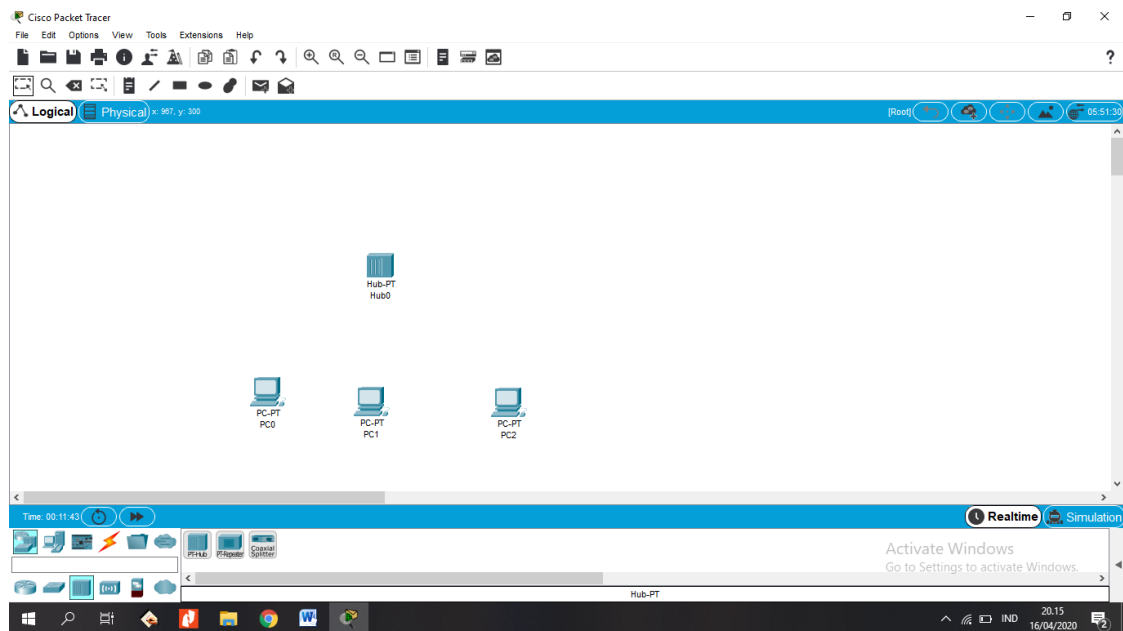 Cisco Packet Tracer
File Edit Options View Tools Extensions Help
?
Logical Physical x: 967, y: 300 [Root] 05:51:30
Hub-PT
Hub0
PC-PT
PC0
PC-PT
PC1
PC-PT
PC2
Time: 00:11:43 Realtime Simulation
PT-Hub PT-Repeater Coaxial Splitter
Activate Windows
Go to Settings to activate Windows.
Hub-PT
IND 20.15
16/04/2020 2